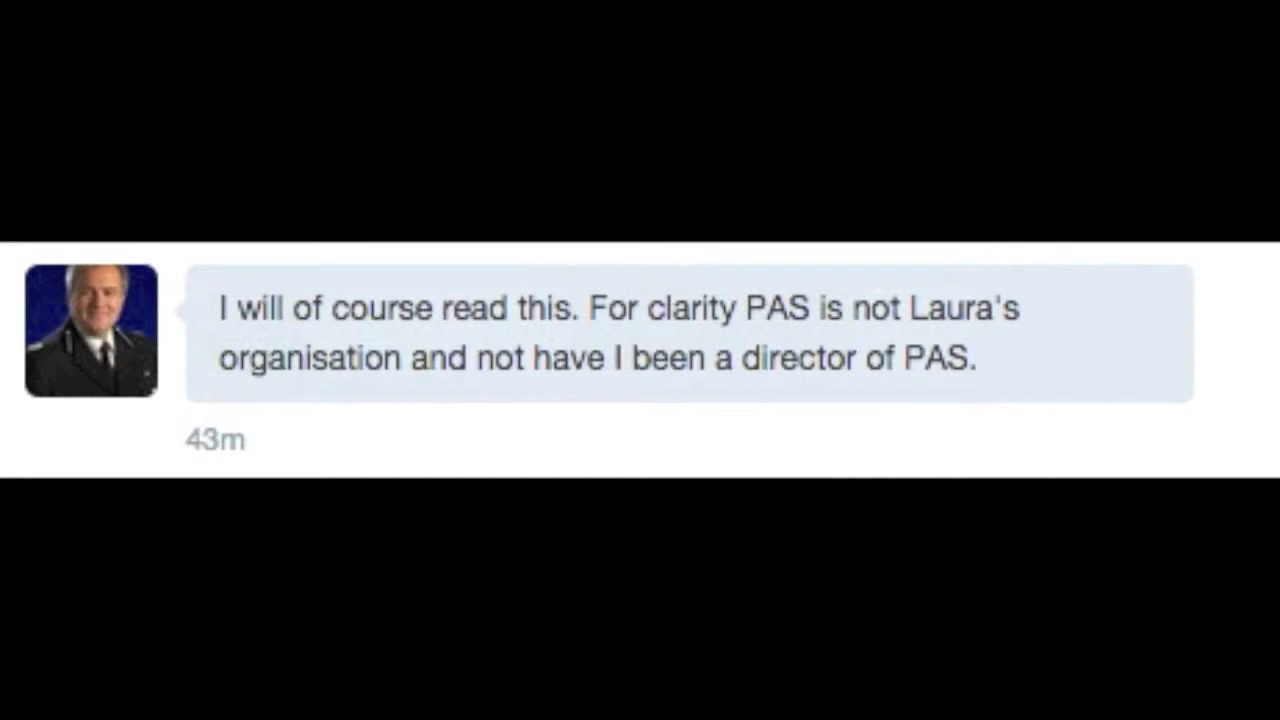 I will of course read this. For clarity PAS is not Laura's
organisation and not have I been a director of PAS.
43m